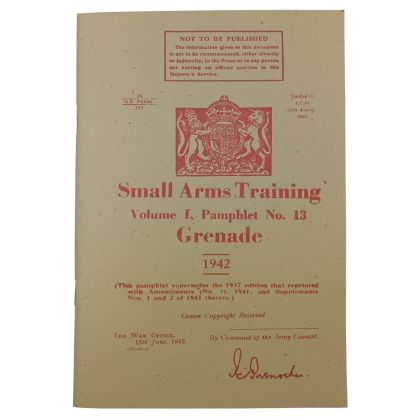 NOT TO BE PUBLISHED
The information given in this document
is not to be communicated, either directly
or indirectly, to the Press or to any person
not holding an official position in His
Majesty's Service.
26
G.S. Publns.
Small Arms Training
Volume I, Pamphlet No. 13
Grenade
1942
(This pamphlet supersedes the 1937 edition that reprinted
with Amendments (No. 1), 1941, and Supplements
Nos. 1 and 2 of 1941 thereto.)
Crown Copyright Reserved
THE WAR OFFICE,
15th June, 1942
By Command of the Army Council,